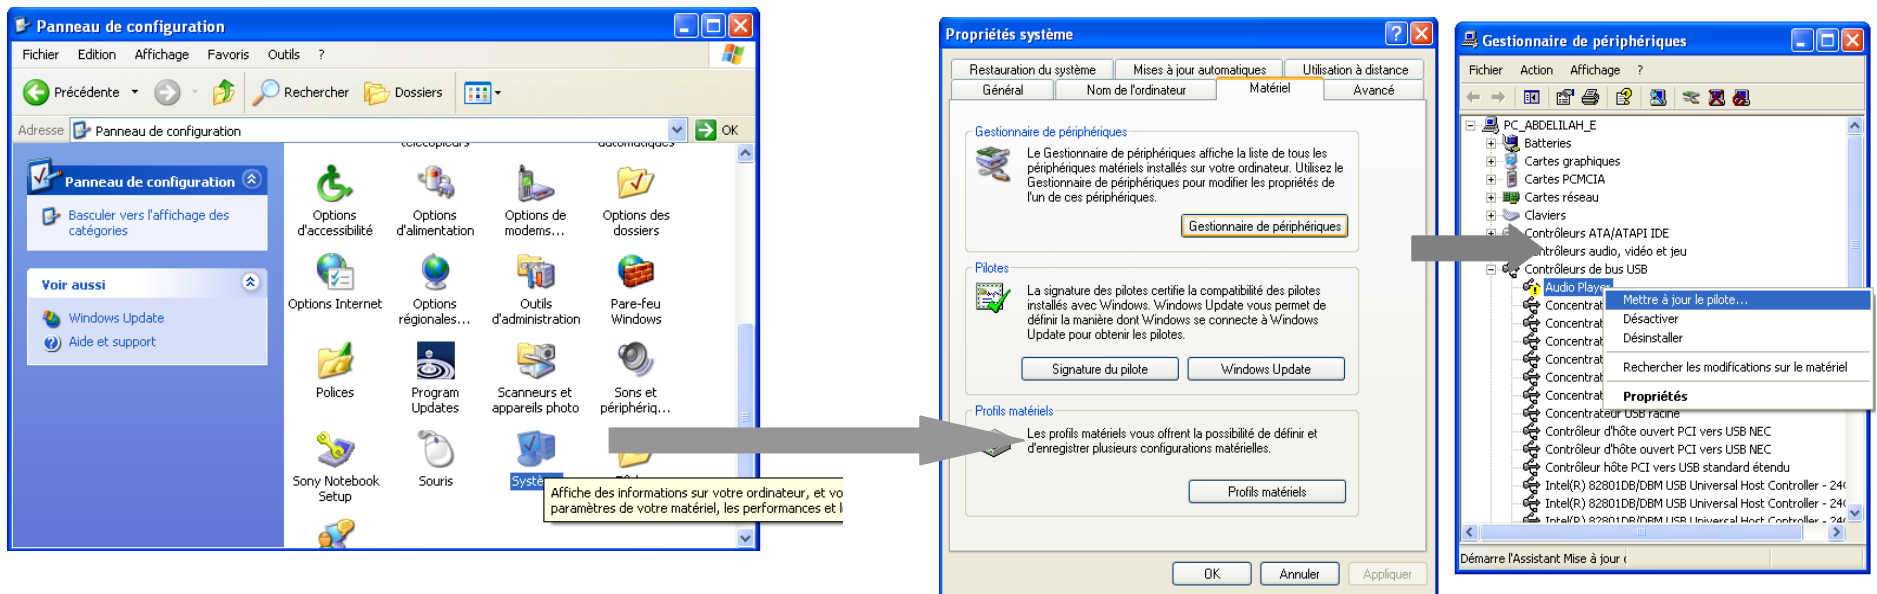 Panneau de configuration
Fichier Edition Affichage Favoris Outils ?
Précédente Rechercher Dossiers
Adresse Panneau de configuration OK
Panneau de configuration
Basculer vers l'affichage des
catégories
Voir aussi
Windows Update
Aide et support
Options
d'accessibilité
Options
d'alimentation
Options de
modems...
Options des
dossiers
Options Internet
Options
régionales...
Outils
d'administration
Pare-feu
Windows
Polices
Program
Updates
Scanneurs et
appareils photo
Sons et
périphériq...
Sony Notebook
Setup
Souris
Systè
Affiche des informations sur votre ordinateur, et vo
paramètres de votre matériel, les performances et l
Propriétés système
Restauration du système Mises à jour automatiques Utilisation à distance
Général Nom de l'ordinateur Matériel Avancé
Gestionnaire de périphériques
Le Gestionnaire de périphériques affiche la liste de tous les
périphériques matériels installés sur votre ordinateur. Utilisez le
Gestionnaire de périphériques pour modifier les propriétés de
l'un de ces périphériques.
Gestionnaire de périphériques
Pilotes
La signature des pilotes certifie la compatibilité des pilotes
installés avec Windows. Windows Update vous permet de
définir la manière dont Windows se connecte à Windows
Update pour obtenir les pilotes.
Signature du pilote Windows Update
Profils matériels
Les profils matériels vous offrent la possibilité de définir et
d'enregistrer plusieurs configurations matérielles.
Profils matériels
OK Annuler Appliquer
Gestionnaire de périphériques
Fichier Action Affichage ?
PC_ABDELILAH_E
Batteries
Cartes graphiques
Cartes PCMCIA
Cartes réseau
Claviers
Contrôleurs ATA/ATAPI IDE
ntrôleurs audio, vidéo et jeu
Contrôleurs de bus USB
Audio Player
Concentrat
Concentrat
Concentrat
Concentrat
Concentrat
Concentrat
Concentrateur USB racine
Contrôleur d'hôte ouvert PCI vers USB NEC
Contrôleur d'hôte ouvert PCI vers USB NEC
Contrôleur hôte PCI vers USB standard étendu
Intel(R) 82801DB/DBM USB Universal Host Controller - 24
Intel(R) 82801DB/DBM USB Universal Host Controller - 24
Mettre à jour le pilote...
Désactiver
Désinstaller
Rechercher les modifications sur le matériel
Propriétés
Démarre l'Assistant Mise à jour